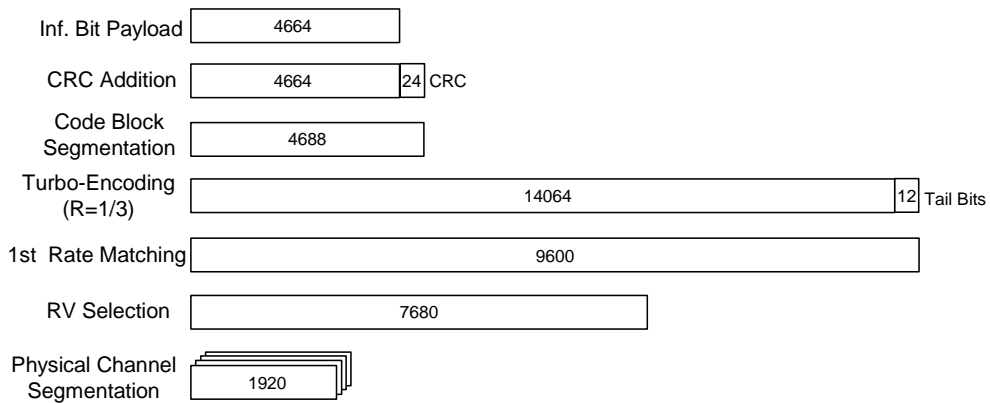 Inf. Bit Payload 4664
CRC Addition 4664 24 CRC
Code Block
Segmentation 4688
Turbo-Encoding
(R=1/3) 14064 12 Tail Bits
1st Rate Matching 9600
RV Selection 7680
Physical Channel
Segmentation 1920